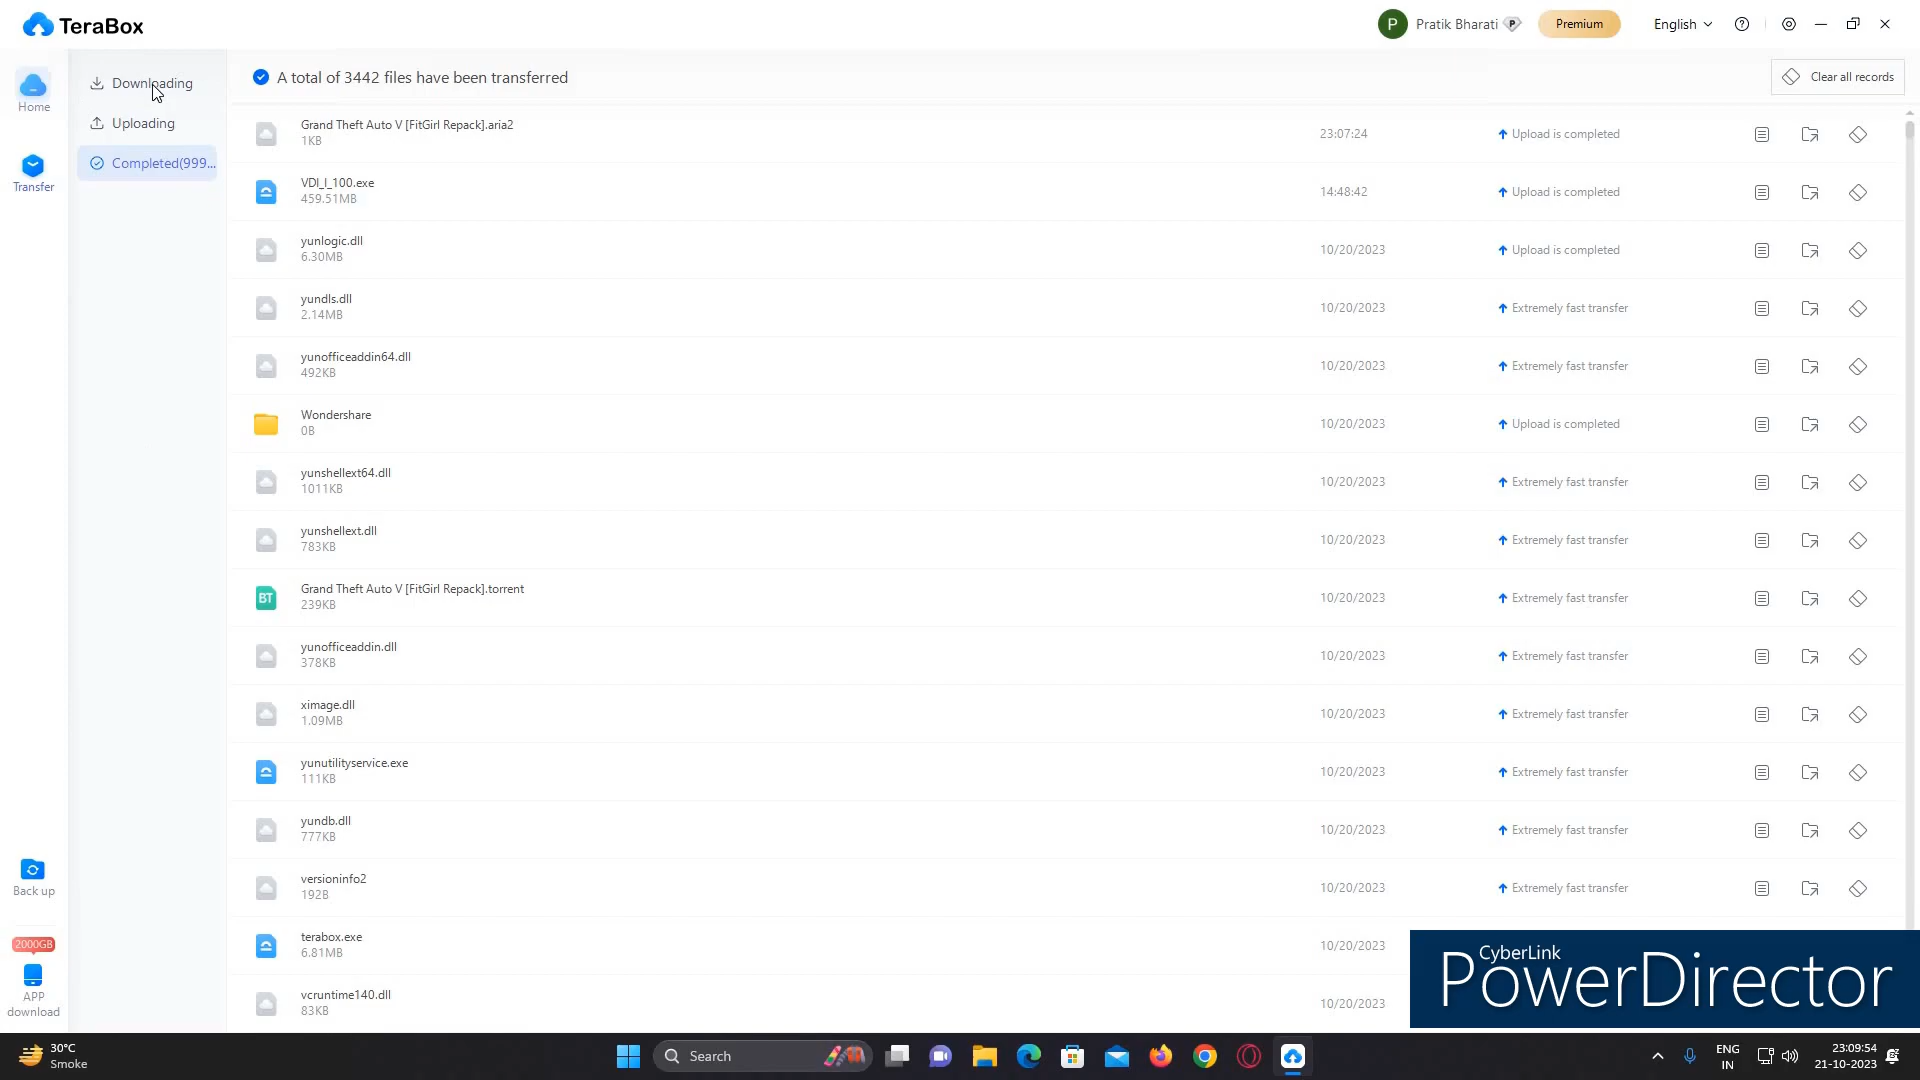 TeraBox
P
Pratik Bharati
P
Premium
English
Home
Transfer
Downloading
Uploading
Completed(999...
A total of 3442 files have been transferred
Clear all records
Grand Theft Auto V [FitGirl Repack].aria2
1KB
23:07:24
Upload is completed
VDI_I_100.exe
459.51MB
14:48:42
Upload is completed
yunlogic.dll
6.30MB
10/20/2023
Upload is completed
yundls.dll
2.14MB
10/20/2023
Extremely fast transfer
yunofficeaddin64.dll
492KB
10/20/2023
Extremely fast transfer
Wondershare
0B
10/20/2023
Upload is completed
yunshellext64.dll
1011KB
10/20/2023
Extremely fast transfer
yunshellext.dll
783KB
10/20/2023
Extremely fast transfer
BT
Grand Theft Auto V [FitGirl Repack].torrent
239KB
10/20/2023
Extremely fast transfer
yunofficeaddin.dll
378KB
10/20/2023
Extremely fast transfer
ximage.dll
1.09MB
10/20/2023
Extremely fast transfer
yunutilityservice.exe
111KB
10/20/2023
Extremely fast transfer
yundb.dll
777KB
10/20/2023
Extremely fast transfer
versioninfo2
192B
10/20/2023
Extremely fast transfer
terabox.exe
6.81MB
10/20/2023
vcruntime140.dll
83KB
10/20/2023
Back up
2000GB
APP
download
CyberLink
PowerDirector
30°C
Smoke
Search
ENG
IN
23:09:54
21-10-2023